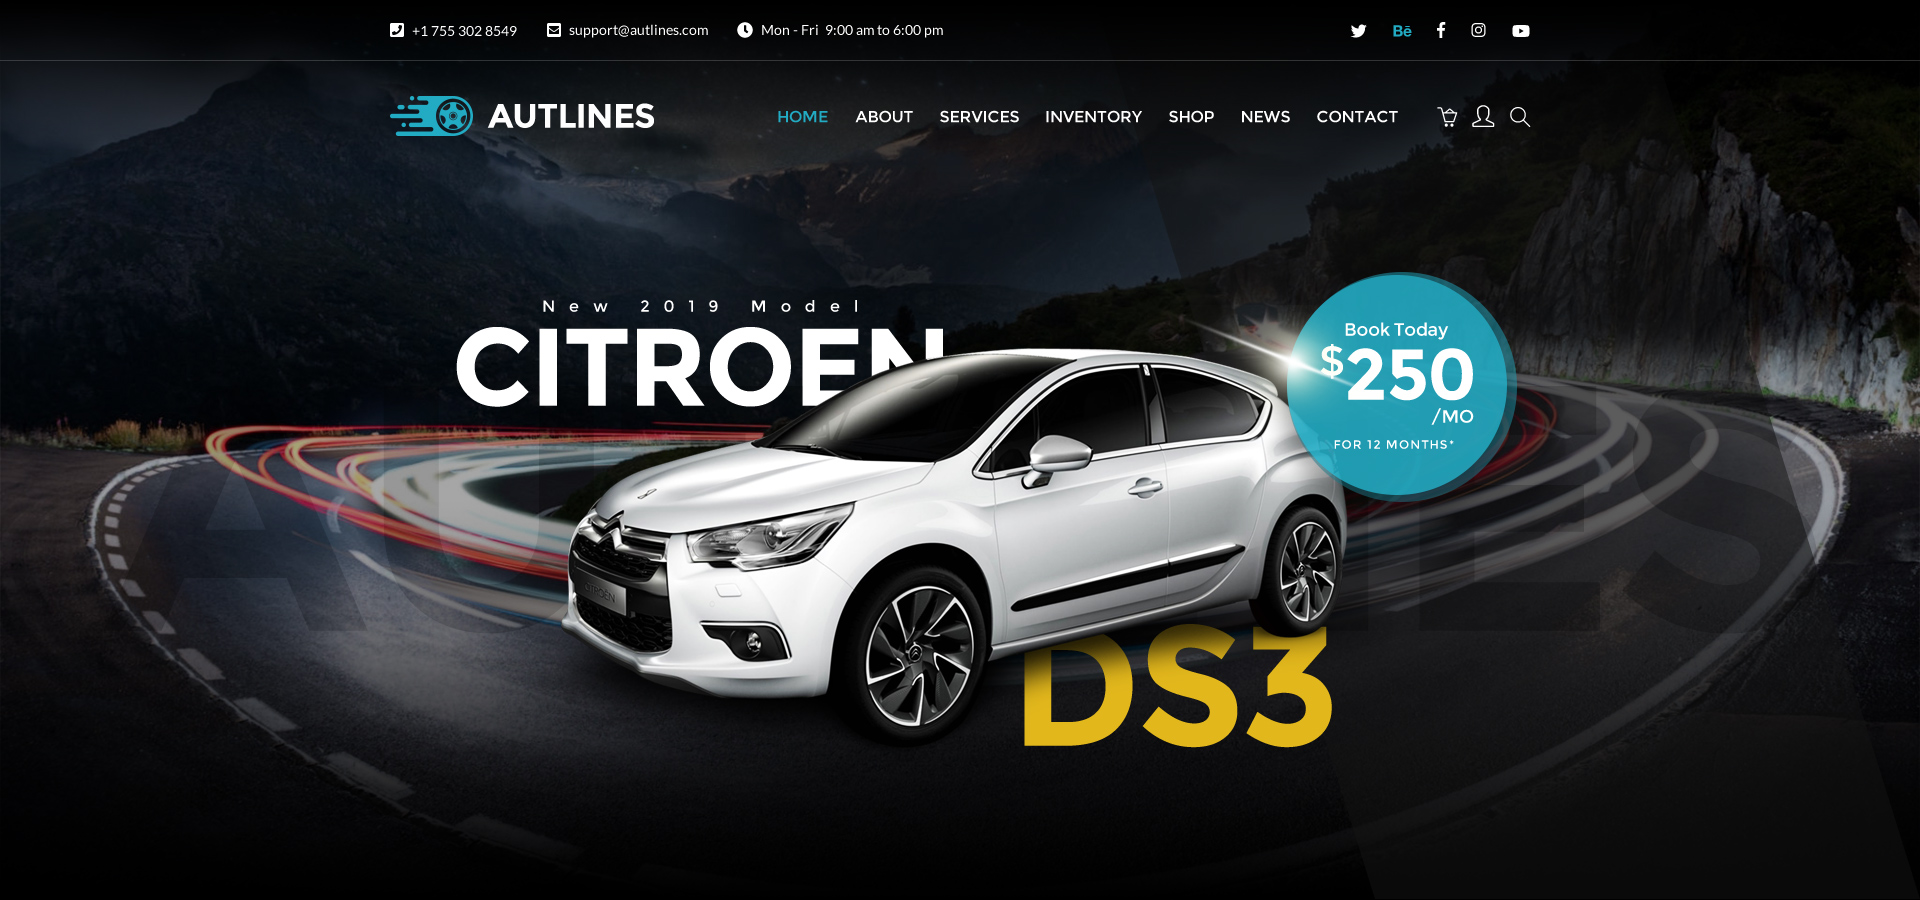 +1 755 302 8549
support@autlines.com
Mon - Fri 9:00 am to 6:00 pm
Bē
AUTLINES
HOME
ABOUT
SERVICES
INVENTORY
SHOP
NEWS
CONTACT
New 2019 Model
CITROEN
Book Today
$250
/MO
FOR 12 MONTHS*
CITROËN
DS3